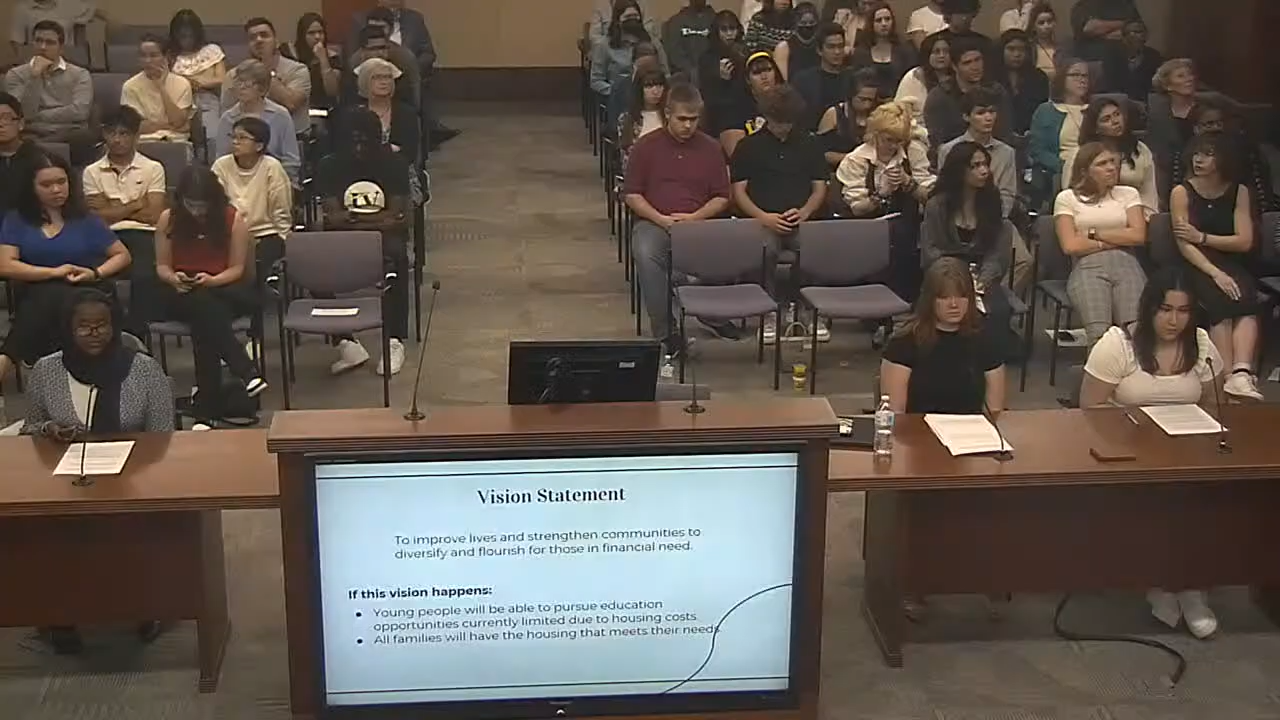 Vision Statement
To improve lives and strengthen communities to
diversify and flourish for those in financial need.
If this vision happens:
• Young people will be able to pursue education
opportunities currently limited due to housing costs.
• All families will have the housing that meets their needs.